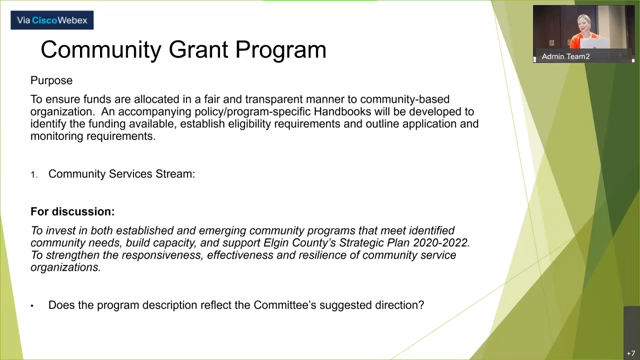 Via Cisco Webex
Community Grant Program
Admin Team2
Purpose
To ensure funds are allocated in a fair and transparent manner to community-based
organization. An accompanying policy/program-specific Handbooks will be developed to
identify the funding available, establish eligibility requirements and outline application and
monitoring requirements.
1. Community Services Stream:
For discussion:
To invest in both established and emerging community programs that meet identified
community needs, build capacity, and support Elgin County's Strategic Plan 2020-2022.
To strengthen the responsiveness, effectiveness and resilience of community service
organizations.
• Does the program description reflect the Committee's suggested direction?
+7